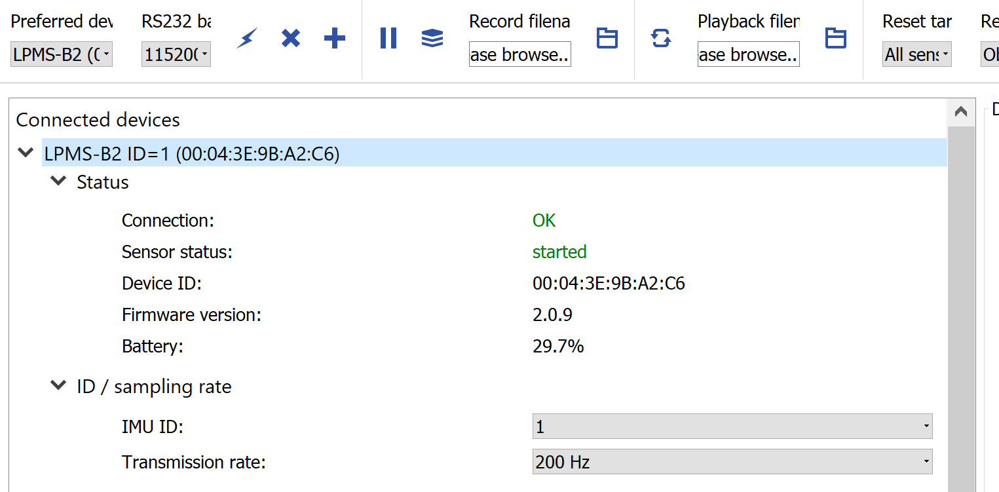 Preferred dev RS232 ba Record filena Playback filen Reset tar Re
LPMS-B2 (0 11520( ase browse.. ase browse.. All sens Ob
Connected devices
LPMS-B2 ID=1 (00:04:3E:9B:A2:C6)
Status
Connection: OK
Sensor status: started
Device ID: 00:04:3E:9B:A2:C6
Firmware version: 2.0.9
Battery: 29.7%
ID / sampling rate
IMU ID: 1
Transmission rate: 200 Hz